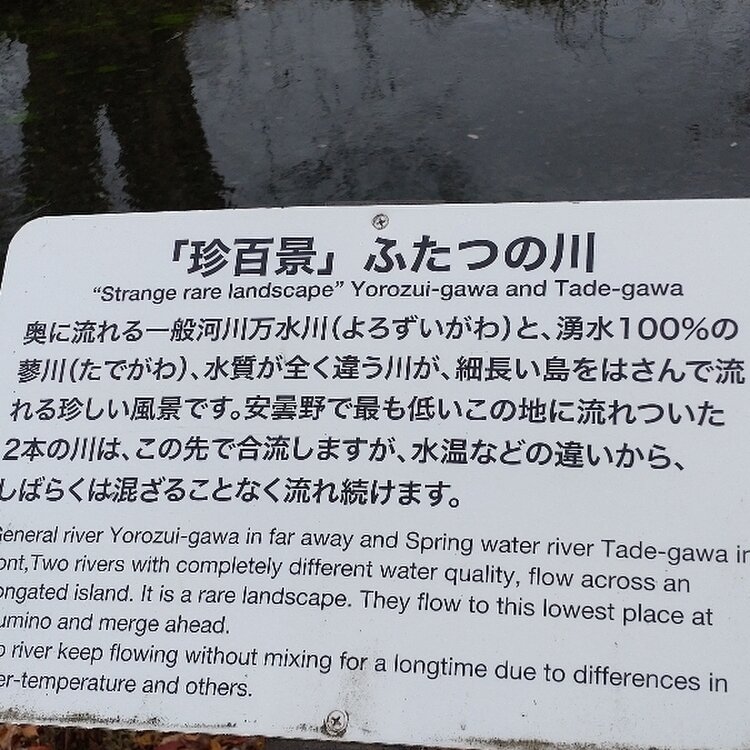 「珍百景」 ふたつの川
“Strange rare landscape” Yorozui-gawa and Tade-gawa
奥に流れる一般河川万水川(よろずいがわ)と、湧水100%の
蓼川(たでがわ)、水質が全く違う川が、細長い島をはさんで流
れる珍しい風景です。安曇野で最も低いこの地に流れついた
2本の川は、この先で合流しますが、水温などの違いから、
しばらくは混ざることなく流れ続けます。
General river Yorozui-gawa in far away and Spring water river Tade-gawa in
ont,Two rivers with completely different water quality, flow across an
ongated island. It is a rare landscape. They flow to this lowest place at
umino and merge ahead.
o river keep flowing without mixing for a longtime due to differences in
er-temperature and others.